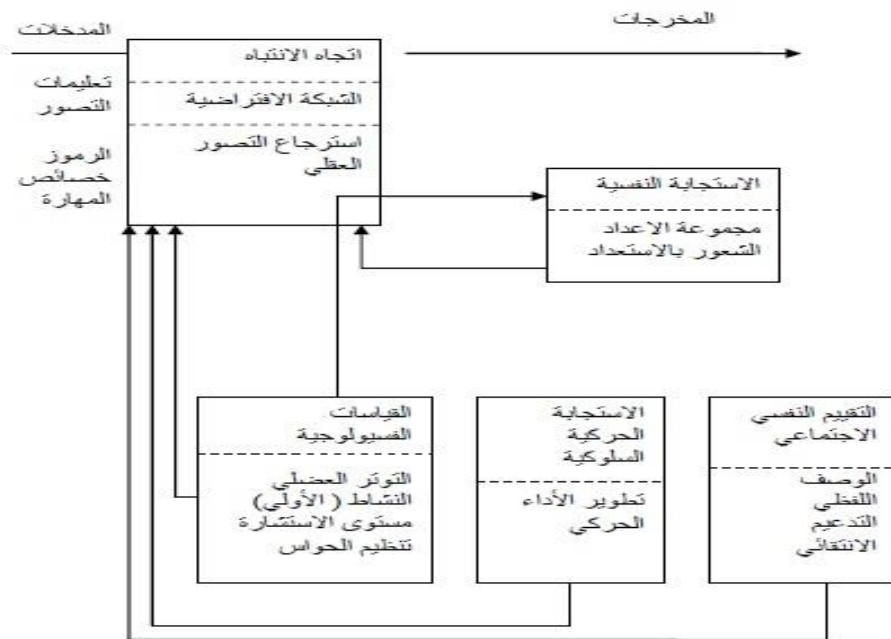 المدخلات
المخرجات
اتجاه الانتباه
الشبكة الافتراضية
استرجاع التصور
العقلي
تعليمات
التصور
الرموز
خصائص
المهارة
الاستجابة النفسية
مجموعة الاعداد
الشعور بالاستعداد
القياسات
الفسيولوجية
التوتر العضلي
النشاط ( الأولي)
مستوى الاستشارة
تنظيم الحواس
الاستجابة
الحركية
السلوكية
تطوير الأداء
الحركي
التقييم النفسي
الاجتماعي
الوصف
اللفظي
التدعيم
الانتقائي